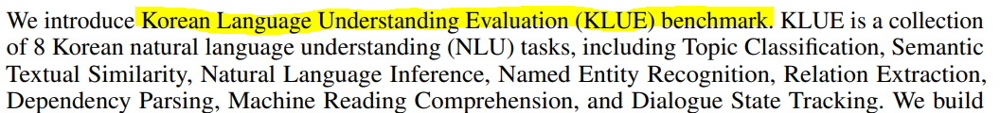 We introduce Korean Language Understanding Evaluation (KLUE) benchmark. KLUE is a collection
of 8 Korean natural language understanding (NLU) tasks, including Topic Classification, Semantic
Textual Similarity, Natural Language Inference, Named Entity Recognition, Relation Extraction,
Dependency Parsing, Machine Reading Comprehension, and Dialogue State Tracking. We build